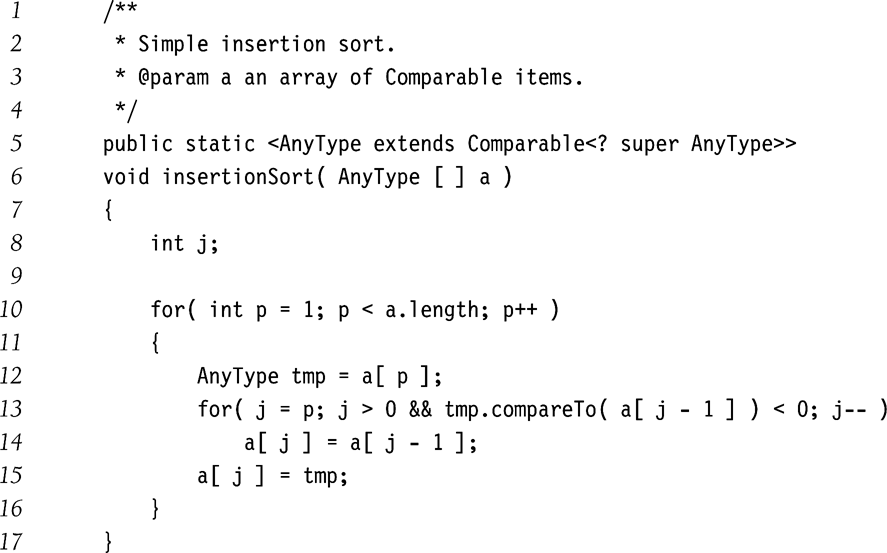 1 /**
2 * Simple insertion sort.
3 * @param a an array of Comparable items.
4 */
5 public static <AnyType extends Comparable<? super AnyType>>
6 void insertionSort( AnyType [ ] a )
7 {
8 int j;
9
10 for( int p = 1; p < a.length; p++ )
11 {
12 AnyType tmp = a[ p ];
13 for( j = p; j > 0 && tmp.compareTo( a[ j - 1 ] ) < 0; j-- )
14 a[ j ] = a[ j - 1 ];
15 a[ j ] = tmp;
16 }
17 }